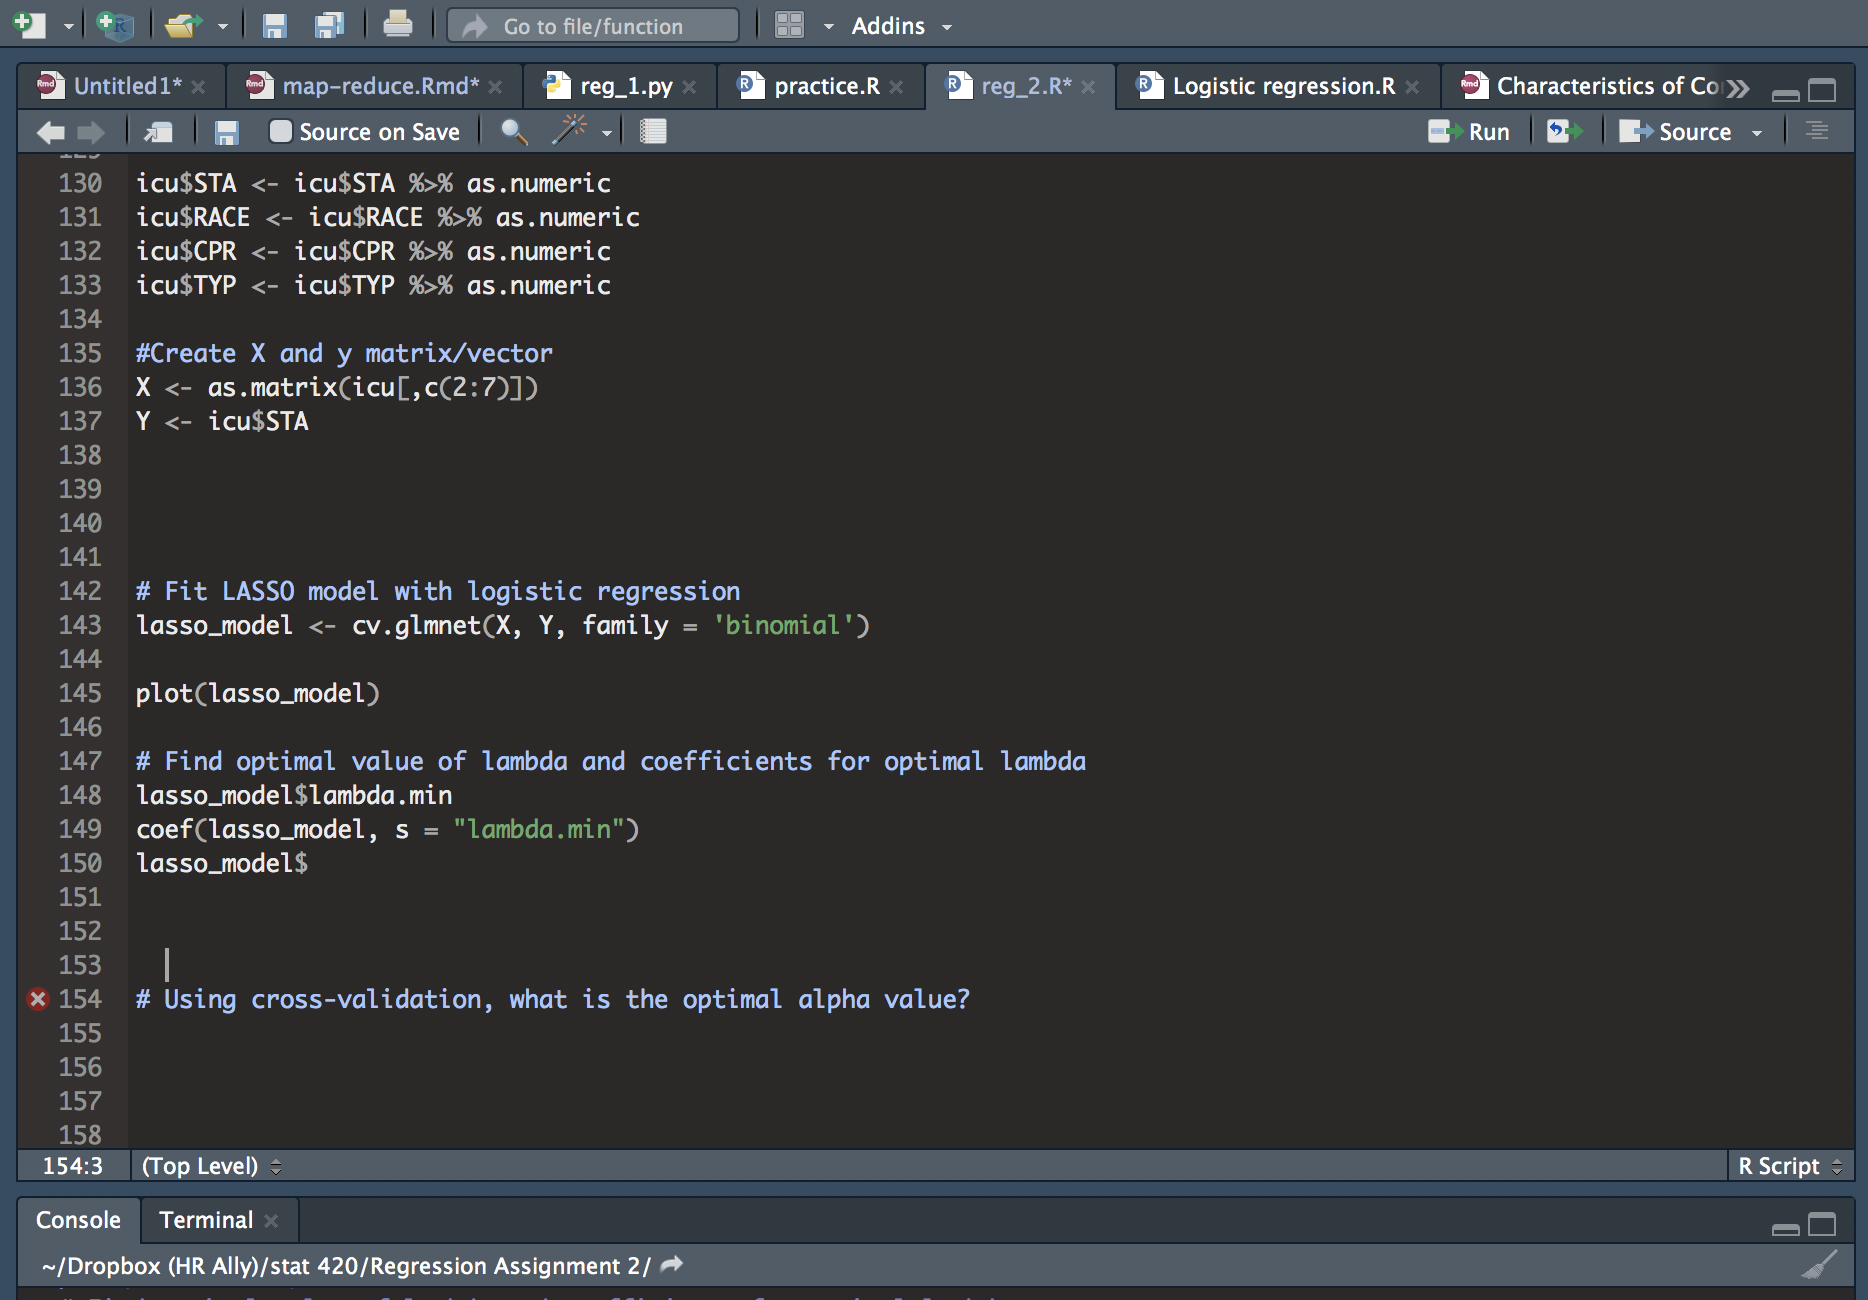 Go to file/function
Addins
Untitled1*
map-reduce.Rmd*
reg_1.py
practice.R
reg_2.R*
Logistic regression.R
Characteristics of Co
Source on Save
Run
Source
130 icu$STA <- icu$STA %>% as.numeric
131 icu$RACE <- icu$RACE %>% as.numeric
132 icu$CPR <- icu$CPR %>% as.numeric
133 icu$TYP <- icu$TYP %>% as.numeric
134
135 #Create X and y matrix/vector
136 X <- as.matrix(icu[,c(2:7)])
137 Y <- icu$STA
138
139
140
141
142 # Fit LASSO model with logistic regression
143 lasso_model <- cv.glmnet(X, Y, family = 'binomial')
144
145 plot(lasso_model)
146
147 # Find optimal value of lambda and coefficients for optimal lambda
148 lasso_model$lambda.min
149 coef(lasso_model, s = "lambda.min")
150 lasso_model$
151
152
153
154 # Using cross-validation, what is the optimal alpha value?
155
156
157
158
154:3
(Top Level)
R Script
Console
Terminal
~/Dropbox (HR Ally)/stat 420/Regression Assignment 2/